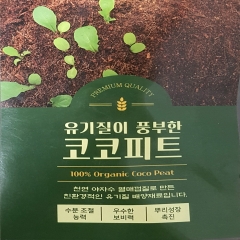 PREMIUM QUALITY
유기질이 풍부한
코코피트
100% Organic Coco Peat
천연 야자수 열매껍질로 만든
친환경적인 유기질 배양재료입니다.
수분 조절
능력
우수한
보비력
뿌리성장
촉진